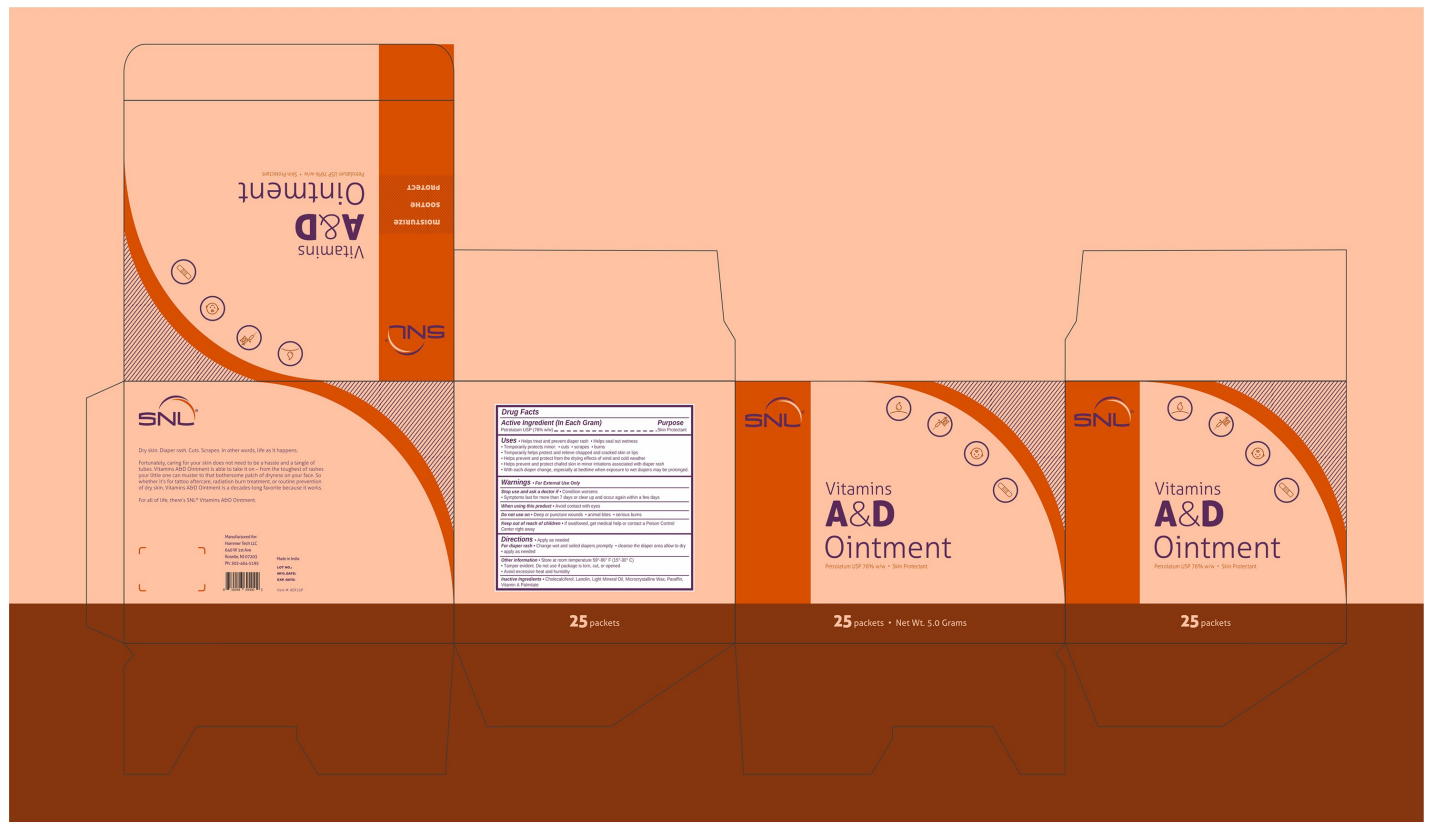 PROTECT
SOOTHE
MOISTURIZE
Vitamins
A&D
Ointment
Petrolatum USP 76% w/w • Skin Protectant
SNL
SNL®
Dry skin. Diaper rash. Cuts. Scrapes. In other words, life as it happens.
Fortunately, caring for your skin does not need to be a hassle and a tangle of
tubes. Vitamins A&D Ointment is able to take it on – from the toughest of rashes
your little one can muster to that bothersome patch of dryness on your face. So
whether it's for tattoo aftercare, radiation burn treatment, or routine prevention
of dry skin, Vitamins A&D Ointment is a decades-long favorite because it works.
For all of life, there's SNL® Vitamins A&D Ointment.
Manufactured for:
Hammer Tech LLC
640 W 1st Ave
Roselle, NJ 07203
Made in India
LOT NO.:
MFG. DATE:
EXP. DATE:
Drug Facts
Active Ingredient (In Each Gram) Purpose
Petrolatum USP (76% w/w) Skin Protectant
Uses • Helps treat and prevent diaper rash • Helps seal out wetness
• Temporarily protects minor: • cuts • scrapes • burns
• Temporarily helps protect and relieve chapped and cracked skin or lips
• Helps prevent and protect from the drying effects of wind and cold weather
• Helps prevent and protect chafed skin in minor irritations associated with diaper rash
• With each diaper change, especially at bedtime when exposure to wet diapers may be prolonged.
Warnings • For External Use Only
Stop use and ask a doctor if • Condition worsens
• Symptoms last for more than 7 days or clear up and occur again within a few days
When using this product • Avoid contact with eyes
Do not use on • Deep or puncture wounds • animal bites • serious burns
Keep out of reach of children • If swallowed, get medical help or contact a Poison Control
Center right away
Directions • Apply as needed
For diaper rash • Change wet and soiled diapers promptly • cleanse the diaper area allow to dry
• apply as needed
Other information • Store at room temperature 59°-86° F (15°-30° C)
• Tamper evident. Do not use if package is torn, cut, or opened
• Avoid excessive heat and humidity
Inactive Ingredients • Cholecalciferol, Lanolin, Light Mineral Oil, Microcrystalline Wax, Paraffin,
Vitamin A Palmitate
25 packets
SNL®
Vitamins
A&D
Ointment
Petrolatum USP 76% w/w • Skin Protectant
25 packets • Net Wt. 5.0 Grams
SNL®
Vitamins
A&D
Ointment
Petrolatum USP 76% w/w • Skin Protectant
25 packets